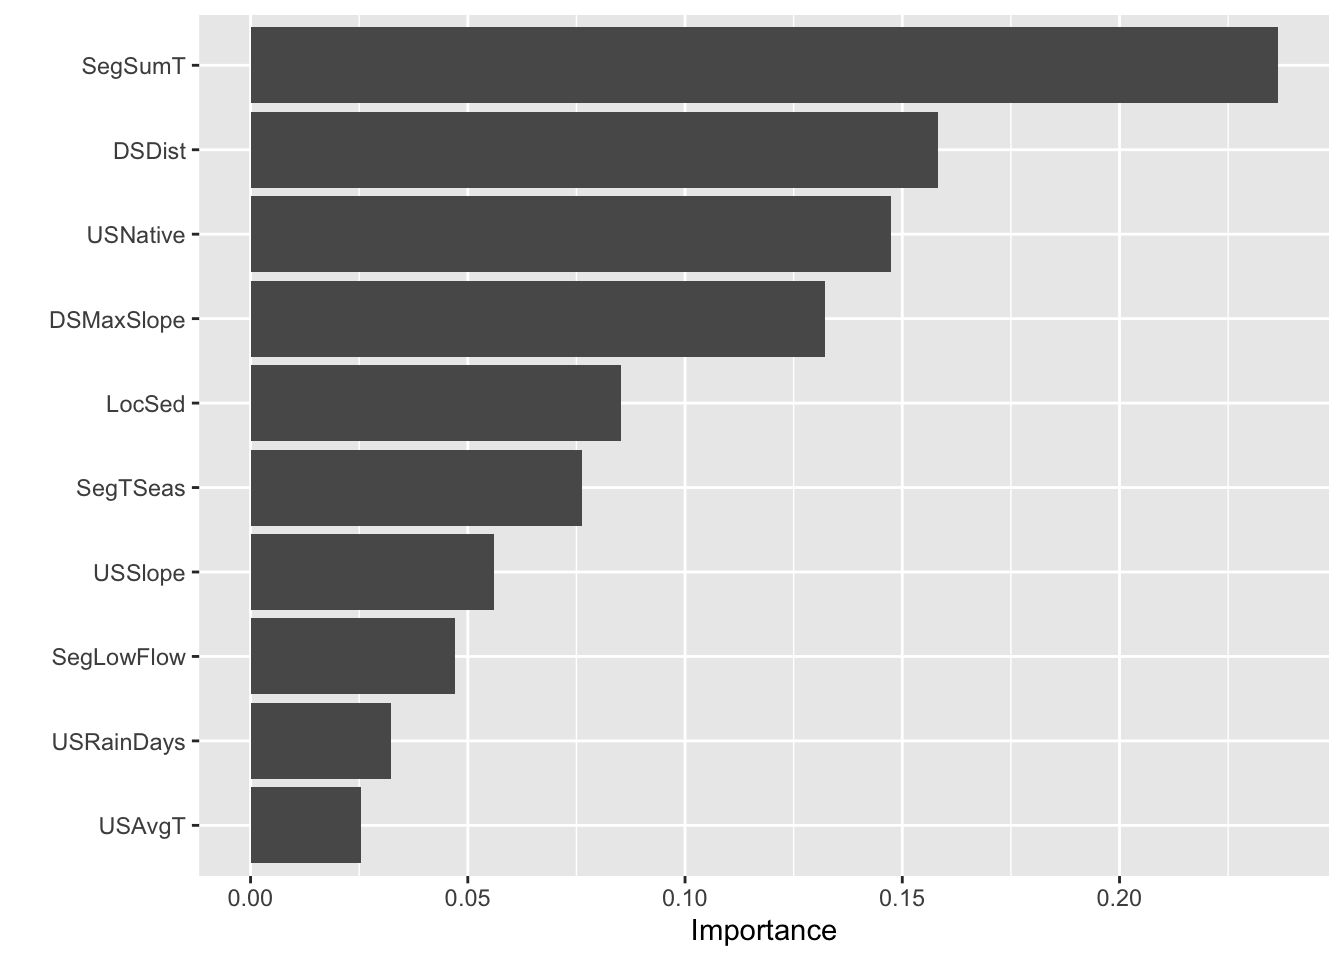 SegSumT
DSDist
USNative
DSMaxSlope
LocSed
SegTSeas
USSlope
SegLowFlow
USRainDays
USAvgT
0.00 0.05 0.10 0.15 0.20
Importance